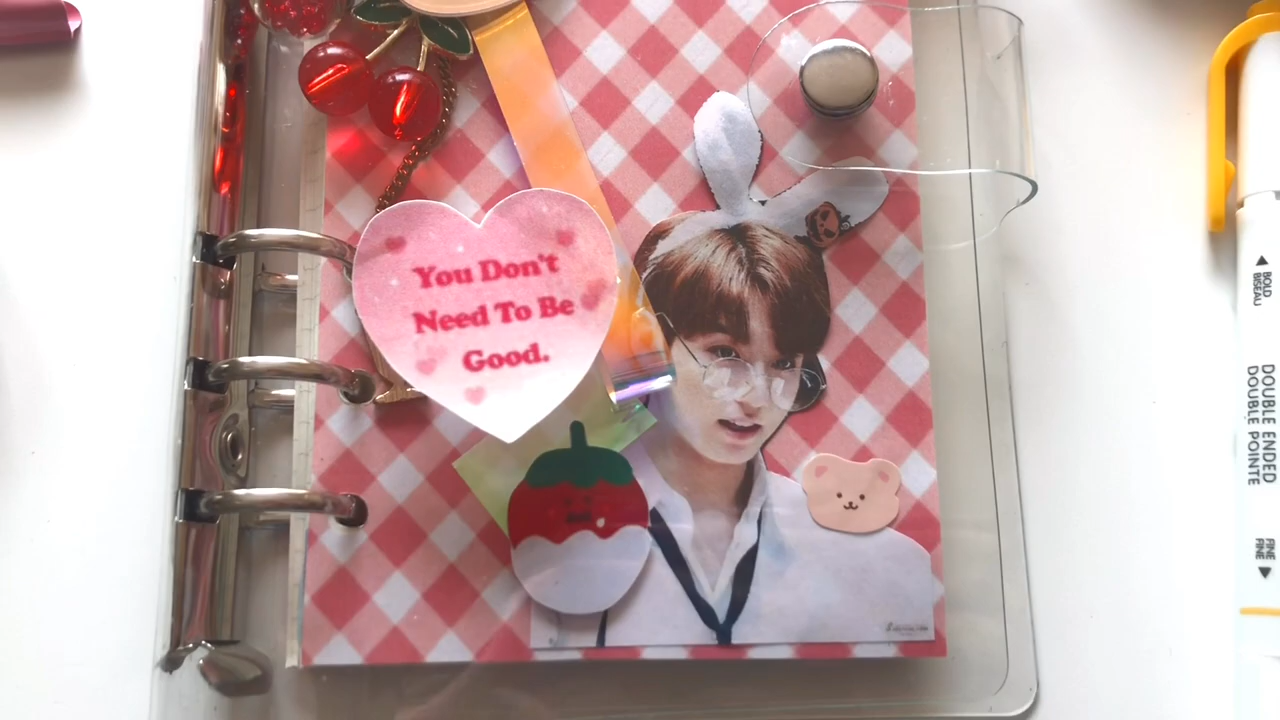 You Don't
Need To Be
Good.
BOLD
BISEAU
DOUBLE ENDED
DOUBLE POINTE
FINE
FINE